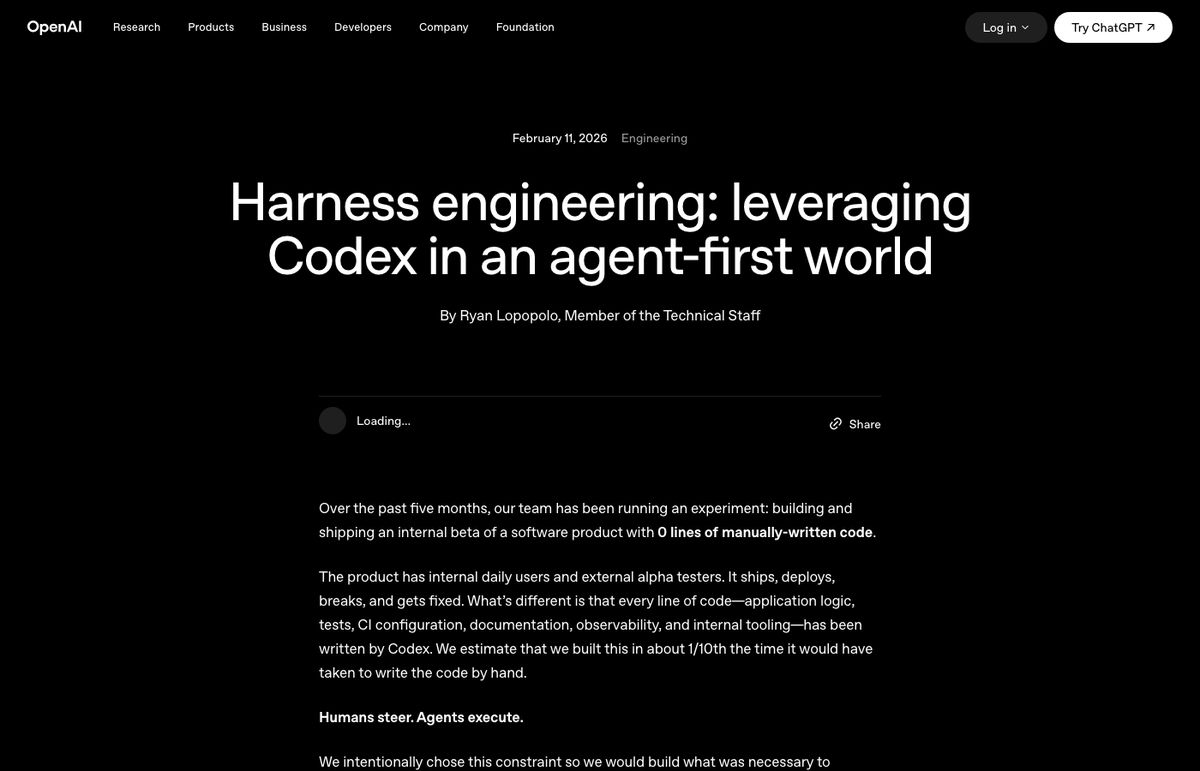 OpenAI Research Products Business Developers Company Foundation Log in Try ChatGPT ↗
February 11, 2026 Engineering
Harness engineering: leveraging
Codex in an agent-first world
By Ryan Lopopolo, Member of the Technical Staff
Loading... Share
Over the past five months, our team has been running an experiment: building and
shipping an internal beta of a software product with 0 lines of manually-written code.
The product has internal daily users and external alpha testers. It ships, deploys,
breaks, and gets fixed. What’s different is that every line of code—application logic,
tests, CI configuration, documentation, observability, and internal tooling—has been
written by Codex. We estimate that we built this in about 1/10th the time it would have
taken to write the code by hand.
Humans steer. Agents execute.
We intentionally chose this constraint so we would build what was necessary to